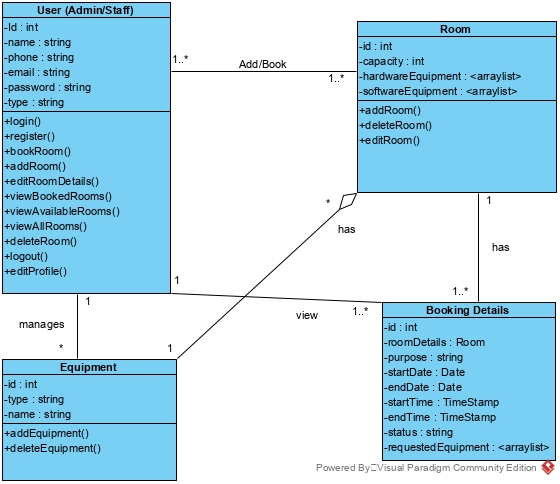 User (Admin/Staff)
-Id : int
-name : string
-phone : string
-email : string
-password : string
-type : string
+login()
+register()
+bookRoom()
+addRoom()
+editRoomDetails()
+viewBookedRooms()
+viewAvailableRooms()
+viewAllRooms()
+deleteRoom()
+logout()
+editProfile()
1..*
Add/Book
1..*
Room
-id : int
-capacity : int
-hardwareEquipment : <arraylist>
-softwareEquipment : <arraylist>
+addRoom()
+deleteRoom()
+editRoom()
*
has
1
has
1..*
1
view
1..*
1
manages
*
1
Equipment
-id : int
-type : string
-name : string
+addEquipment()
+deleteEquipment()
Booking Details
-id : int
-roomDetails : Room
-purpose : string
-startDate : Date
-endDate : Date
-startTime : TimeStamp
-endTime : TimeStamp
-status : string
-requestedEquipment : <arraylist>
Powered By Visual Paradigm Community Edition